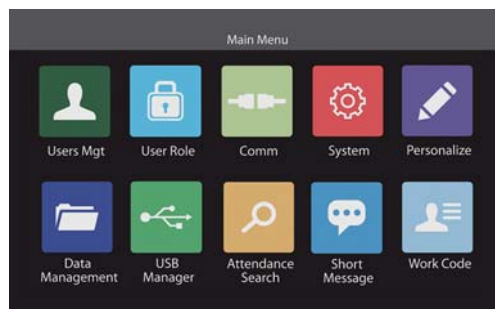 Main Menu
Users Mgt
User Role
Comm
System
Personalize
Data
Management
USB
Manager
Attendance
Search
Short
Message
Work Code